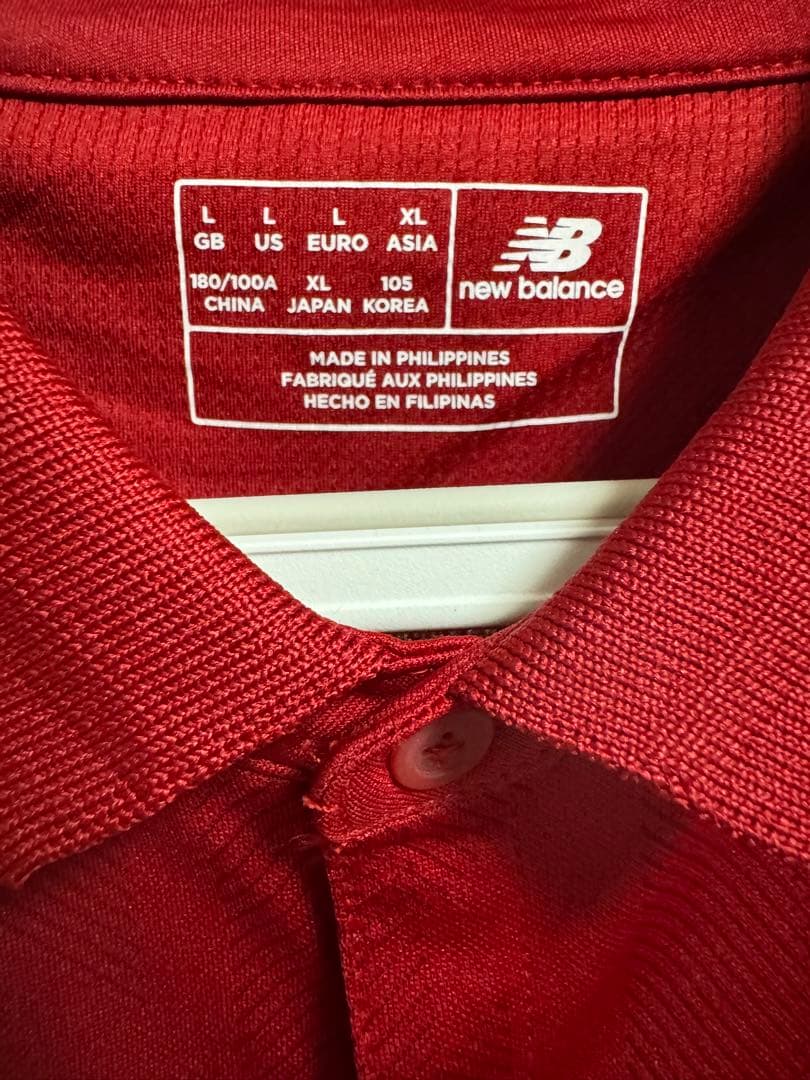 L L L XL
GB US EURO ASIA
180/100A XL 105
CHINA JAPAN KOREA
NB
new balance
MADE IN PHILIPPINES
FABRIQUÉ AUX PHILIPPINES
HECHO EN FILIPINAS